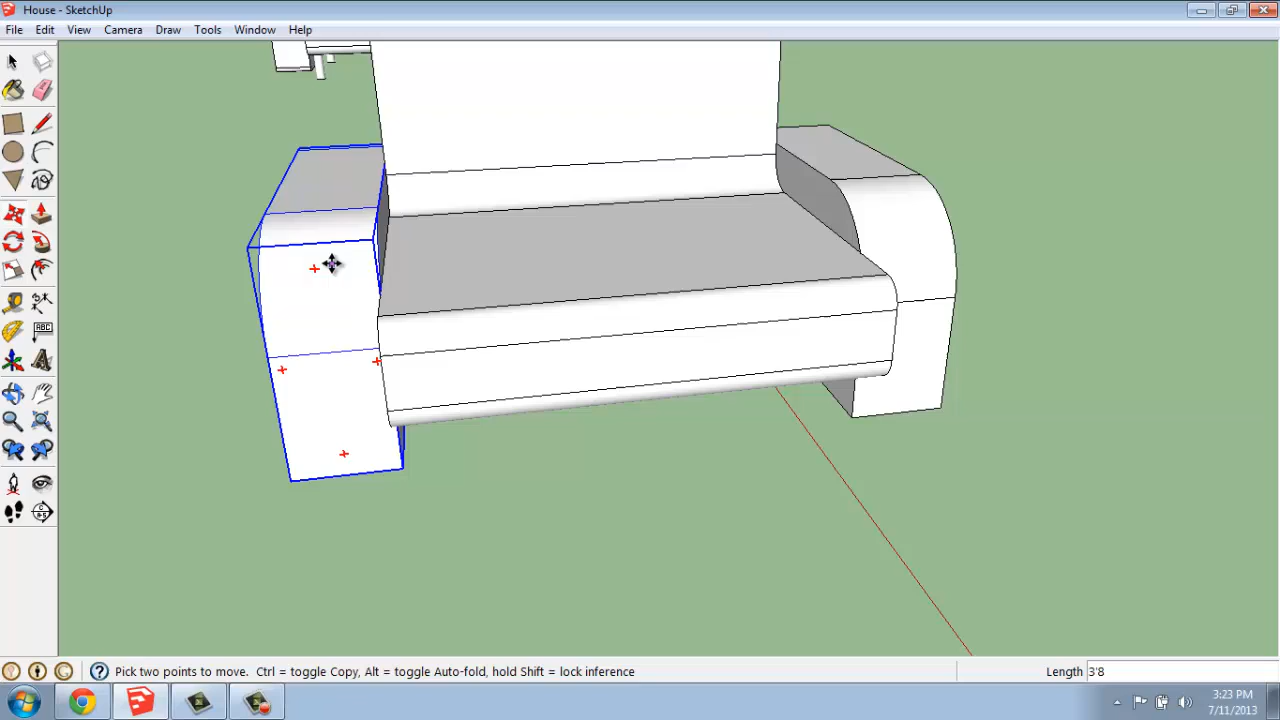 House - SketchUp
File Edit View Camera Draw Tools Window Help
ABC
Pick two points to move. Ctrl = toggle Copy, Alt = toggle Auto-fold, hold Shift = lock inference
Length 3'8
3:23 PM
7/11/2013